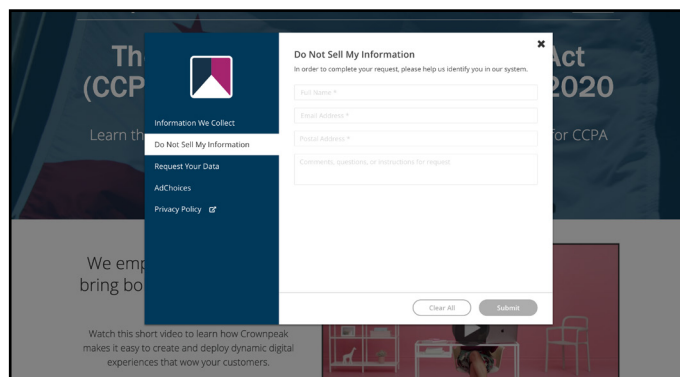 Th
Act
(CCP
2020
Learn th
for CCPA
✖
Do Not Sell My Information
In order to complete your request, please help us identify you in our system.
Full Name *
Email Address *
Postal Address *
Comments, questions, or instructions for request
Information We Collect
Do Not Sell My Information
Request Your Data
AdChoices
Privacy Policy
Clear All
Submit
We emp
bring bo
Watch this short video to learn how Crownpeak
makes it easy to create and deploy dynamic digital
experiences that wow your customers.